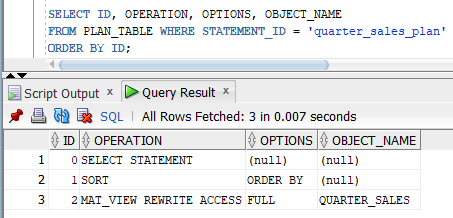 SELECT ID, OPERATION, OPTIONS, OBJECT_NAME
FROM PLAN_TABLE WHERE STATEMENT_ID = 'quarter_sales_plan'
ORDER BY ID;
Script Output × Query Result ×
SQL | All Rows Fetched: 3 in 0.007 seconds
ID OPERATION OPTIONS OBJECT_NAME
1 0 SELECT STATEMENT (null) (null)
2 1 SORT ORDER BY (null)
3 2 MAT_VIEW REWRITE ACCESS FULL QUARTER_SALES